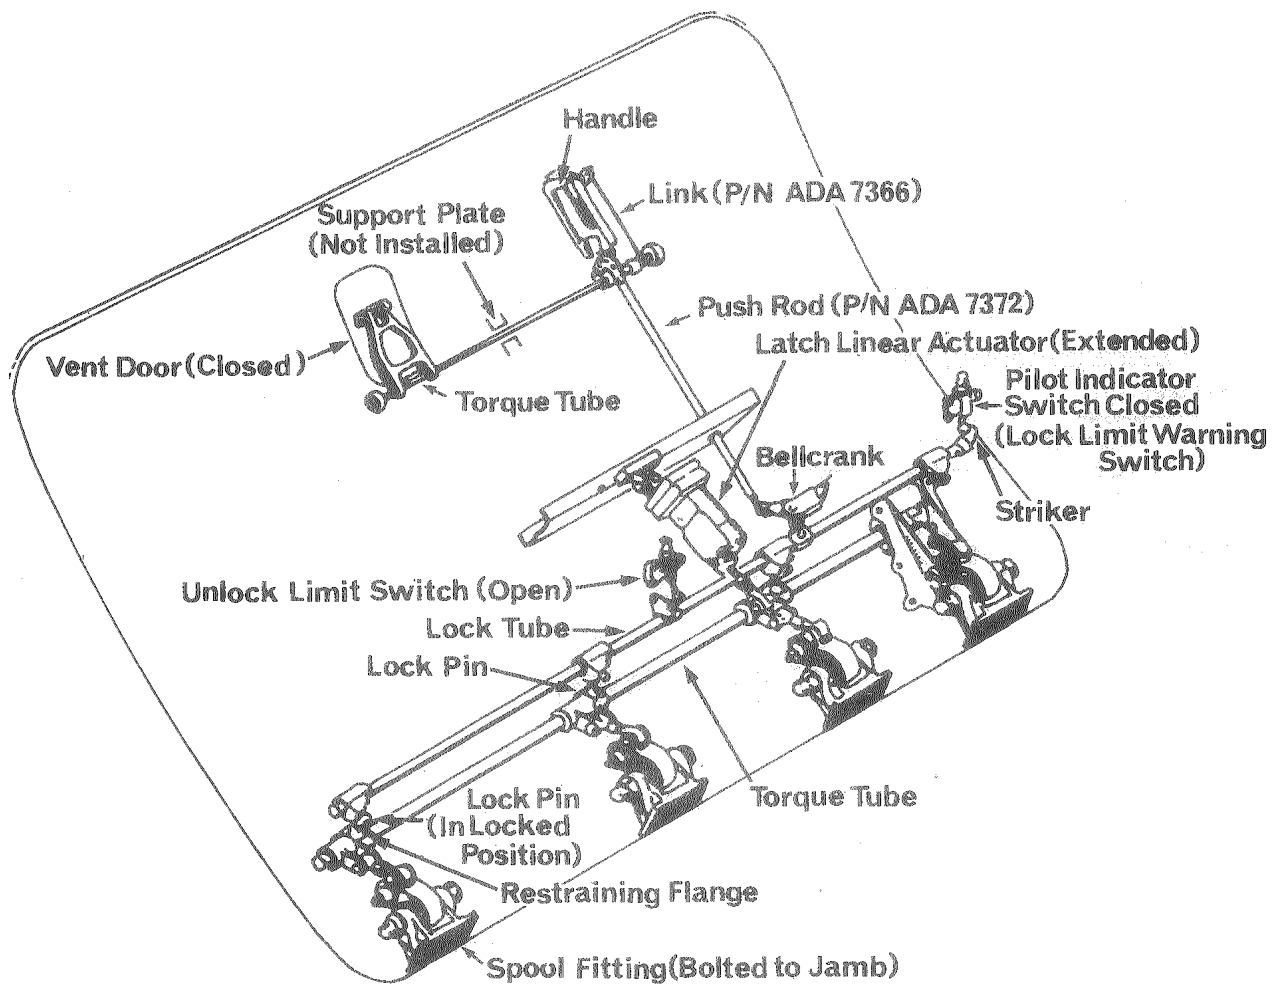 Handle
Link (P/N ADA 7366)
Support Plate
(Not Installed)
Push Rod (P/N ADA 7372)
Latch Linear Actuator (Extended)
Vent Door (Closed)
Torque Tube
Pilot Indicator
Switch Closed
(Lock Limit Warning
Switch)
Bellcrank
Striker
Unlock Limit Switch (Open)
Lock Tube
Lock Pin
Torque Tube
Lock Pin
(In Locked
Position)
Restraining Flange
Spool Fitting (Bolted to Jamb)